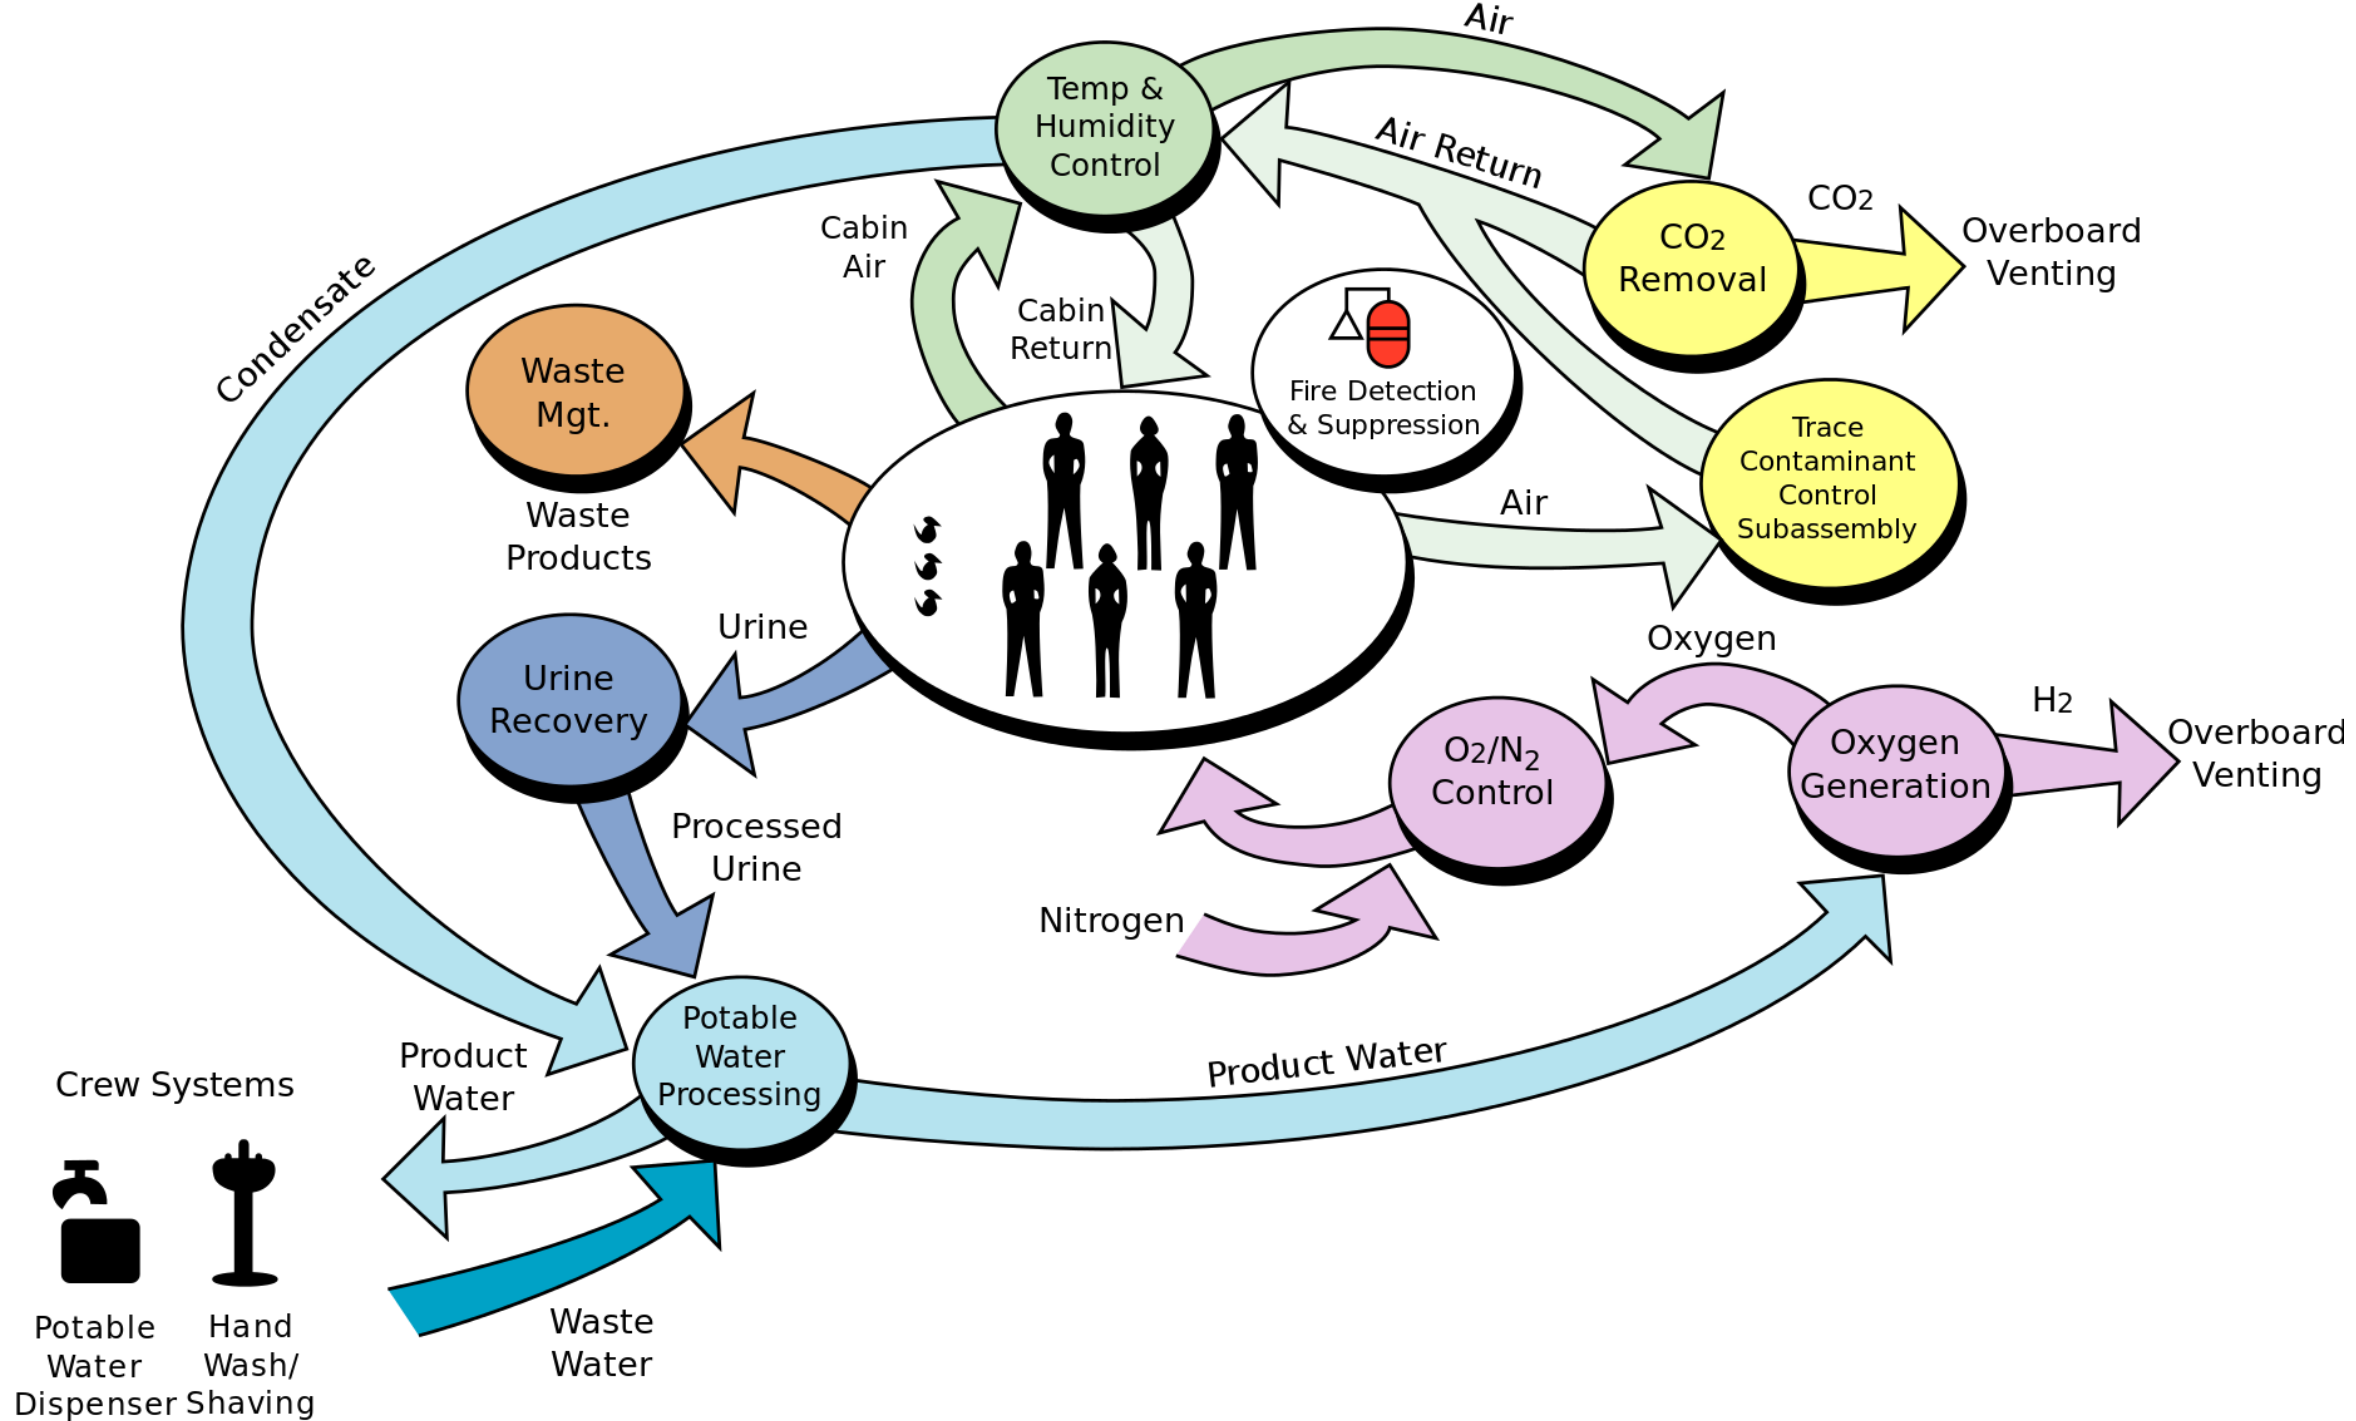 Air
Temp &
Humidity
Control
Air Return
CO2
Removal
CO2
Overboard
Venting
Cabin
Air
Cabin
Return
Condensate
Waste
Mgt.
Waste
Products
Fire Detection
& Suppression
Trace
Contaminant
Control
Subassembly
Air
Urine
Urine
Recovery
Processed
Urine
Oxygen
O2/N2
Control
Oxygen
Generation
H2
Overboard
Venting
Nitrogen
Potable
Water
Processing
Product Water
Product
Water
Crew Systems
Potable
Water
Dispenser
Hand
Wash/
Shaving
Waste
Water